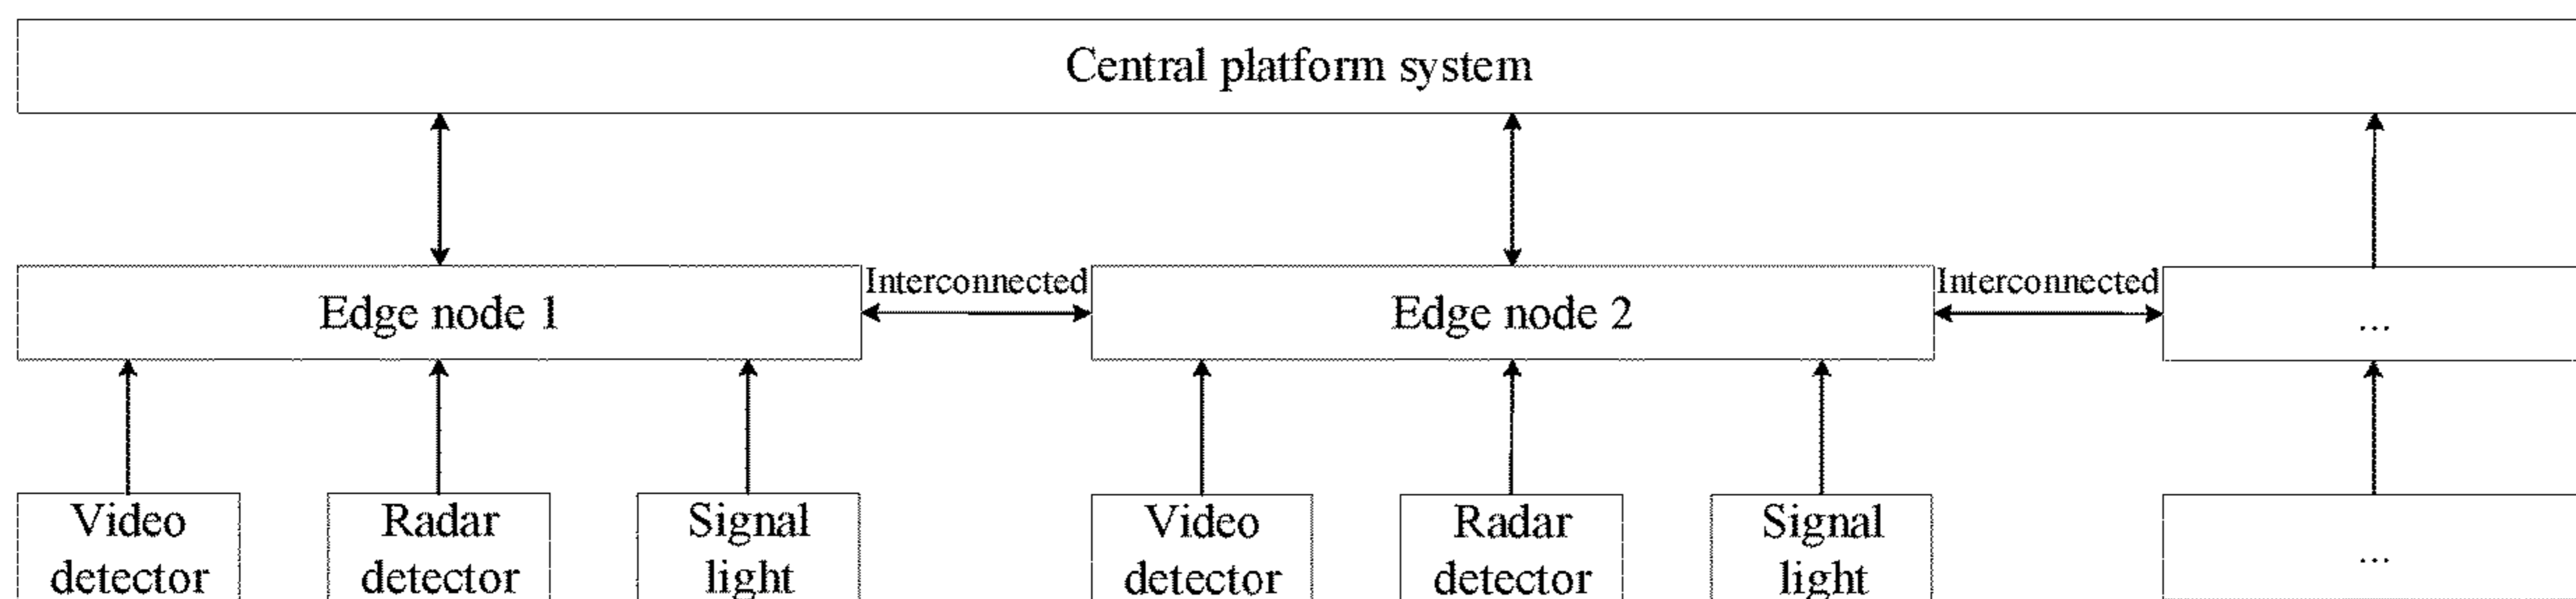 Central platform system
Interconnected
Interconnected
Edge node 1
Edge node 2
...
Video
detector
Radar
detector
Signal
light
Video
detector
Radar
detector
Signal
light
...